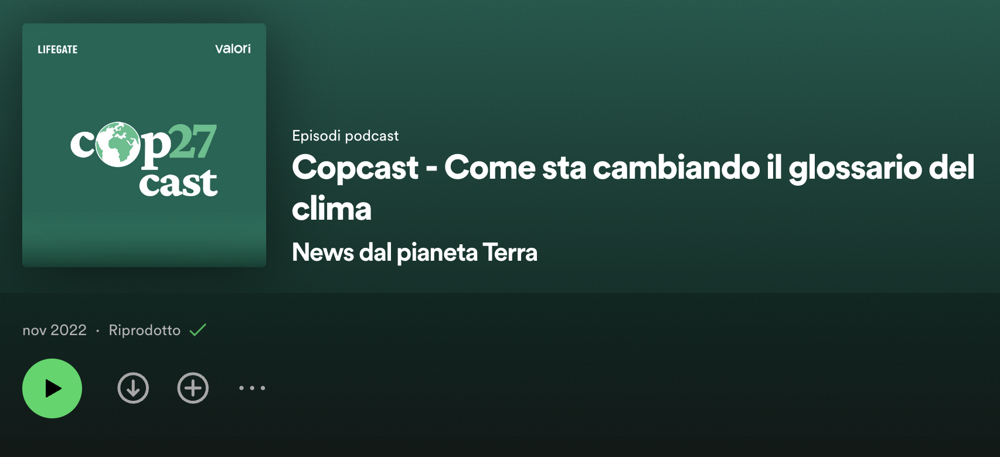 LIFEGATE
valori
cop27
cast
Episodi podcast
Copcast - Come sta cambiando il glossario del
clima
News dal pianeta Terra
nov 2022 · Riprodotto